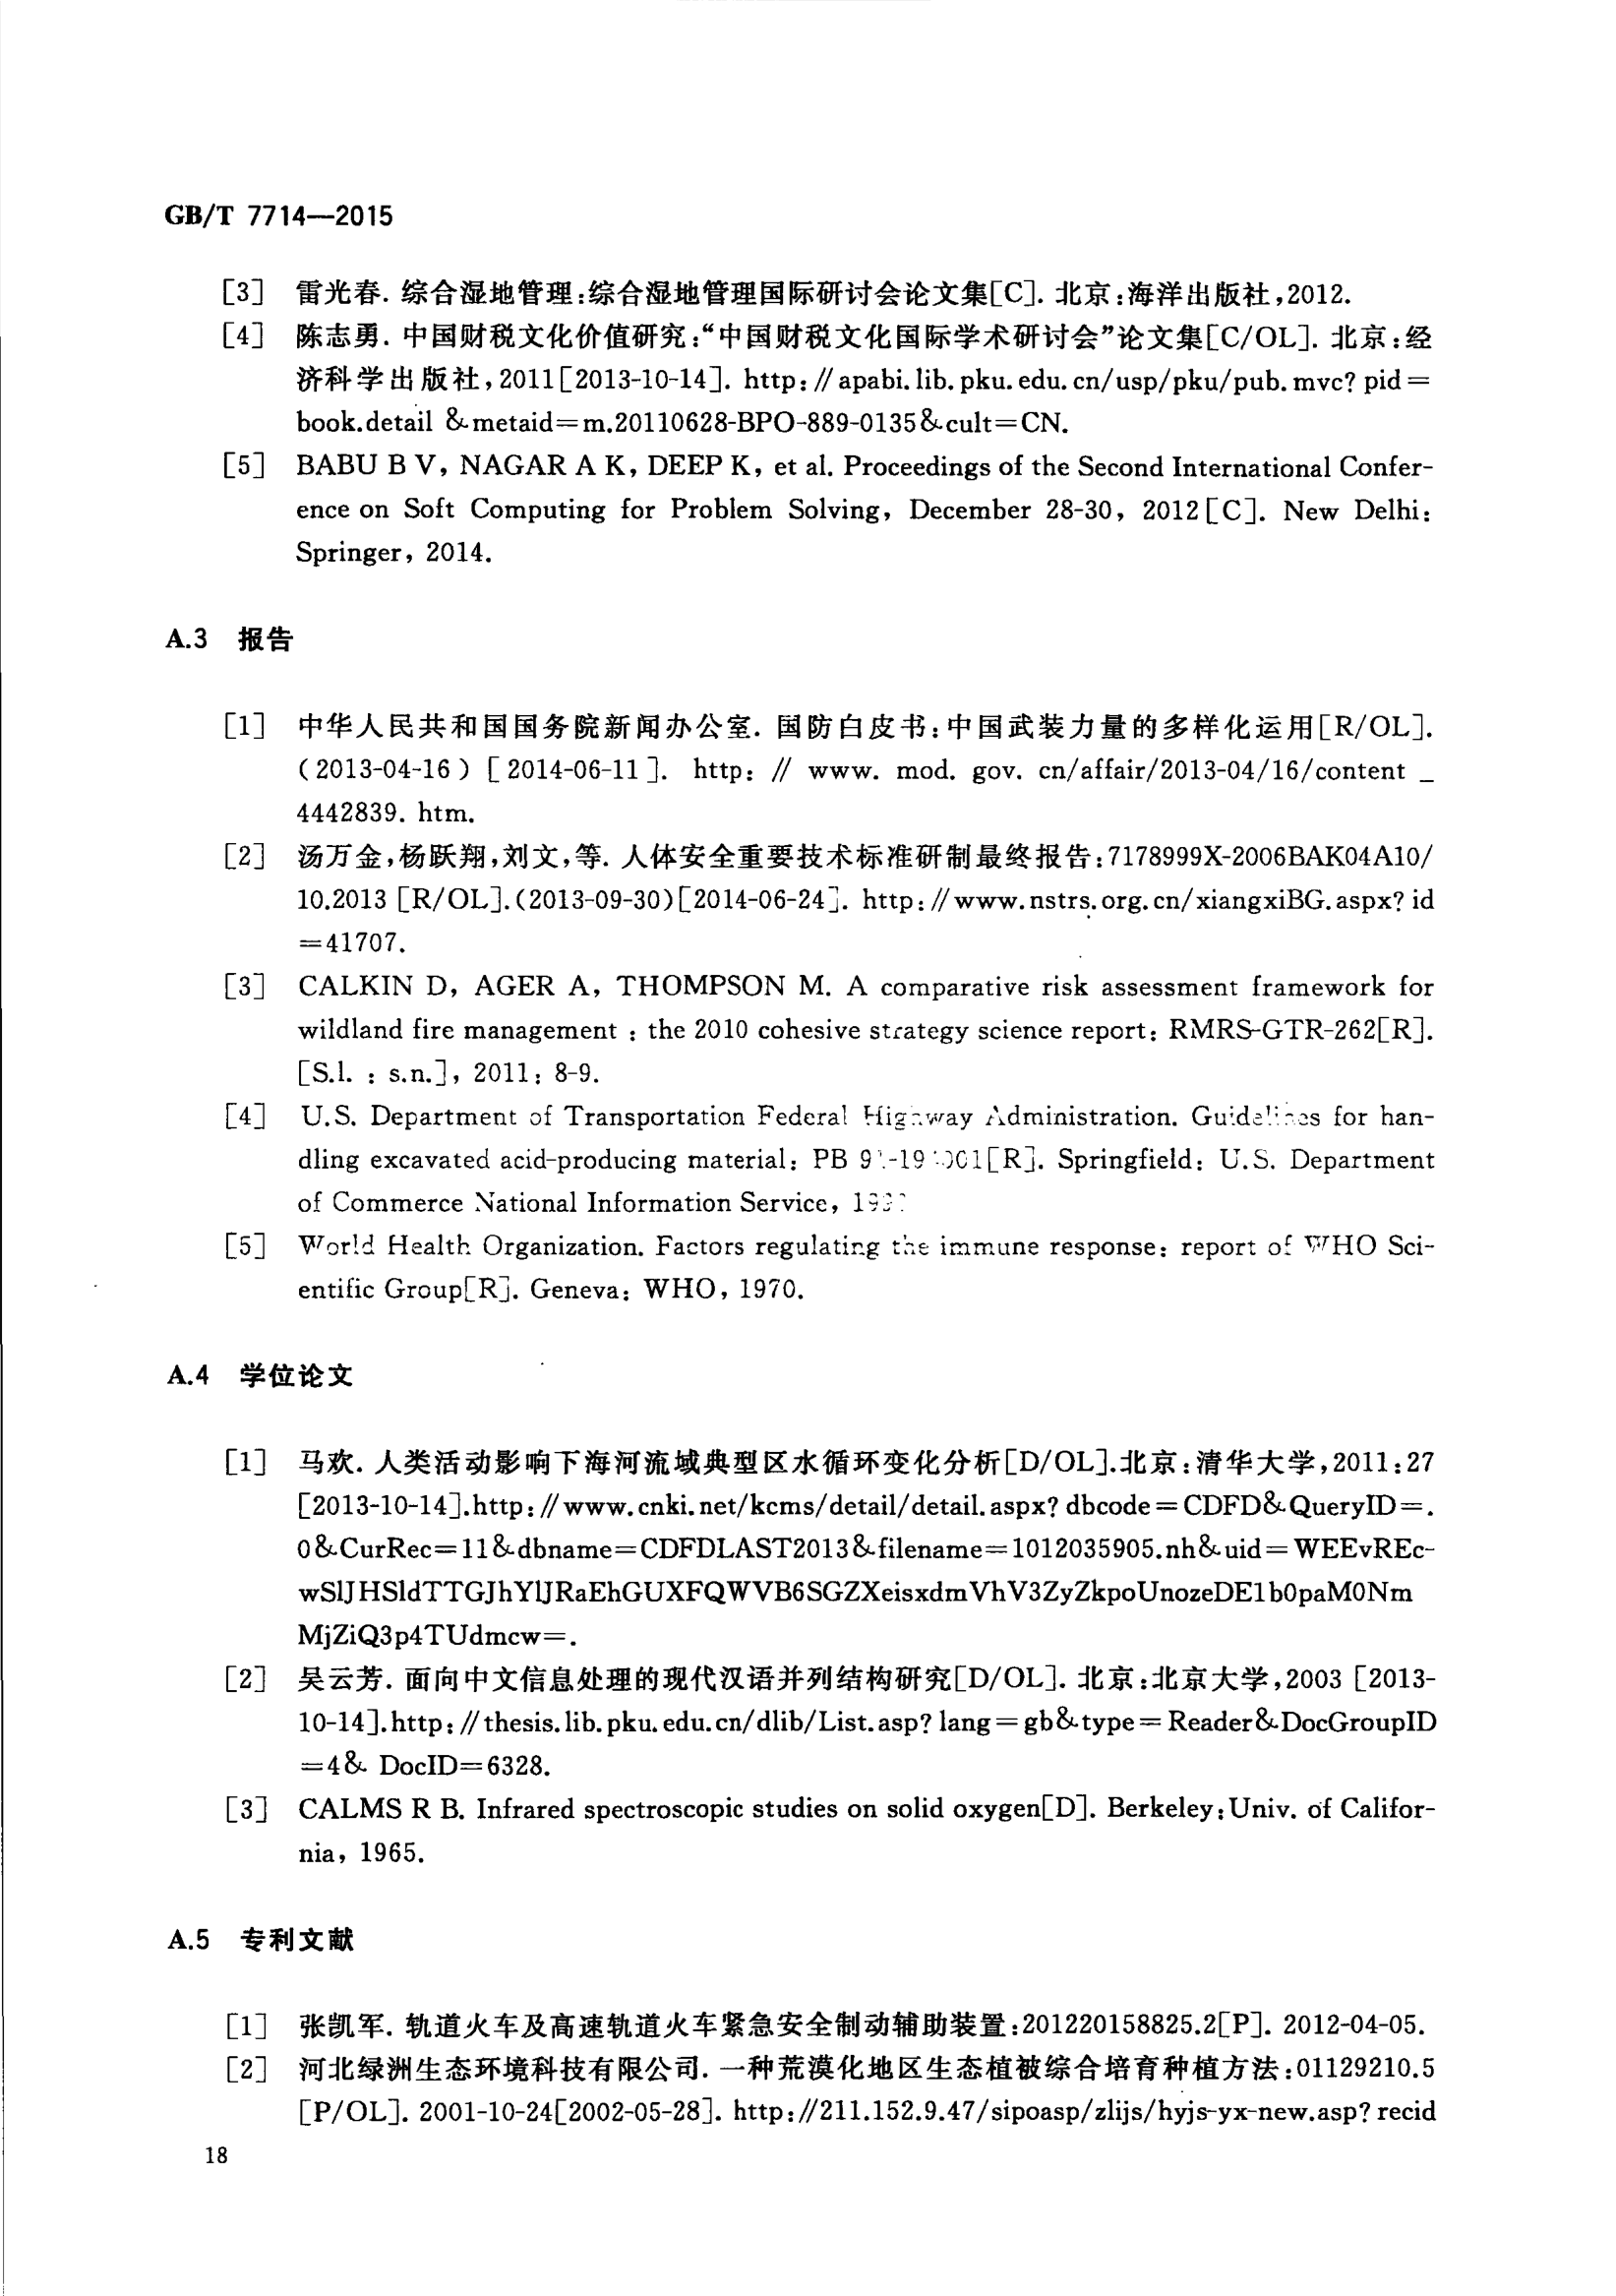 GB/T 7714—2015
[3] 雷光春. 综合湿地管理:综合湿地管理国际研讨会论文集[C]. 北京:海洋出版社,2012.
[4] 陈志勇. 中国财税文化价值研究:“中国财税文化国际学术研讨会”论文集[C/OL]. 北京:经
济科学出版社,2011[2013-10-14]. http://apabi.lib.pku.edu.cn/usp/pku/pub.mvc? pid=
book.detail &metaid=m.20110628-BPO-889-0135&cult=CN.
[5] BABU B V, NAGAR A K, DEEP K, et al. Proceedings of the Second International Confer-
ence on Soft Computing for Problem Solving, December 28-30, 2012[C]. New Delhi:
Springer, 2014.
A.3 报告
[1] 中华人民共和国国务院新闻办公室. 国防白皮书:中国武装力量的多样化运用[R/OL].
(2013-04-16) [2014-06-11]. http: // www. mod. gov. cn/affair/2013-04/16/content _
4442839. htm.
[2] 汤万金,杨跃翔,刘文,等. 人体安全重要技术标准研制最终报告:7178999X-2006BAK04A10/
10.2013 [R/OL].(2013-09-30)[2014-06-24]. http://www.nstrs.org.cn/xiangxiBG.aspx? id
=41707.
[3] CALKIN D, AGER A, THOMPSON M. A comparative risk assessment framework for
wildland fire management : the 2010 cohesive strategy science report: RMRS-GTR-262[R].
[S.l. : s.n.], 2011: 8-9.
[4] U.S. Department of Transportation Federal Highway Administration. Guidelines for han-
dling excavated acid-producing material: PB [R]. Springfield: U.S. Department
of Commerce National Information Service,
[5] World Health Organization. Factors regulating the immune response: report of WHO Sci-
entific Group[R]. Geneva: WHO, 1970.
A.4 学位论文
[1] 马欢. 人类活动影响下海河流域典型区水循环变化分析[D/OL].北京:清华大学,2011:27
[2013-10-14].http://www.cnki.net/kcms/detail/detail.aspx? dbcode=CDFD&QueryID=.
0&CurRec=11&dbname=CDFDLAST2013&filename=1012035905.nh&uid=WEEvREc-
wSlJHSldTTGJhYlJRaEhGUXFQWVB6SGZXeisxdmVhV3ZyZkpoUnozeDE1b0paM0Nm
MjZiQ3p4TUdmcw=.
[2] 吴云芳. 面向中文信息处理的现代汉语并列结构研究[D/OL]. 北京:北京大学,2003 [2013-
10-14].http://thesis.lib.pku.edu.cn/dlib/List.asp? lang=gb&type=Reader&DocGroupID
=4& DocID=6328.
[3] CALMS R B. Infrared spectroscopic studies on solid oxygen[D]. Berkeley:Univ. of Califor-
nia, 1965.
A.5 专利文献
[1] 张凯军. 轨道火车及高速轨道火车紧急安全制动辅助装置:201220158825.2[P]. 2012-04-05.
[2] 河北绿洲生态环境科技有限公司. 一种荒漠化地区生态植被综合培育种植方法:01129210.5
[P/OL]. 2001-10-24[2002-05-28]. http://211.152.9.47/sipoasp/zlijs/hyjs-yx-new.asp? recid
18